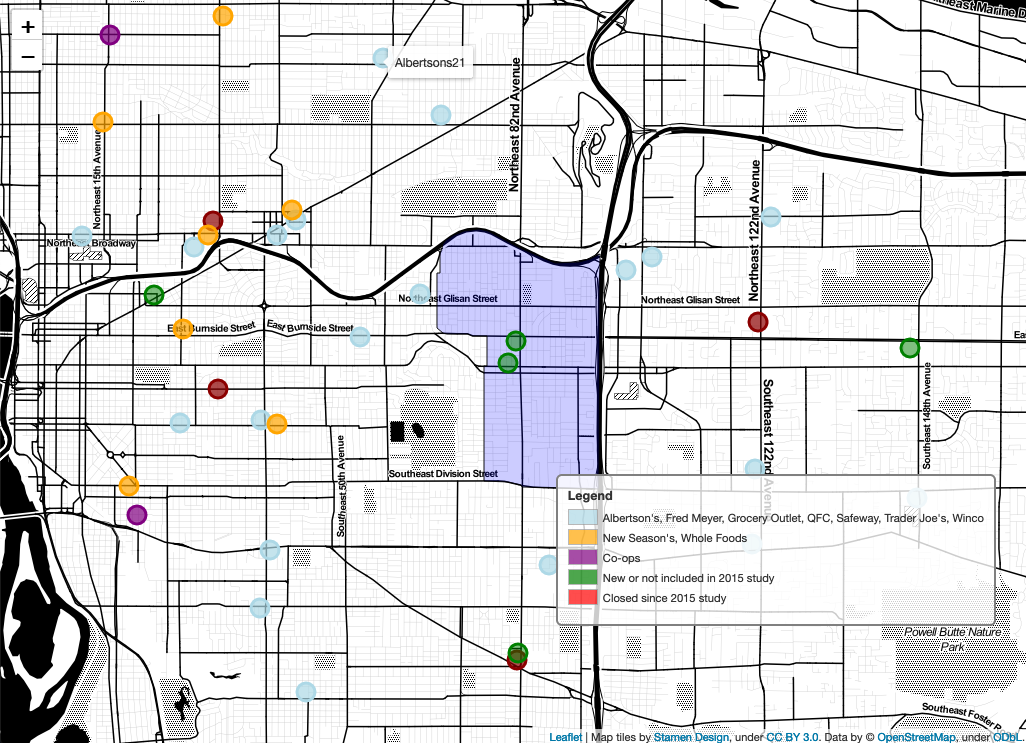 +
−
Albertsons21
Southeast Marine D
Northeast 82nd Avenue
Northeast 15th Avenue
Northeast 122nd Avenue
Broadway
Northeast Glisan Street
Northeast Glisan Street
East Burnside Street
East Burnside Street
Southeast 148th Avenue
Southeast 122nd Avenue
Southeast 50th Avenue
Southeast Division Street
Legend
Albertson's, Fred Meyer, Grocery Outlet, QFC, Safeway, Trader Joe's, Winco
New Season's, Whole Foods
Co-ops
New or not included in 2015 study
Closed since 2015 study
Powell Butte Nature
Park
Southeast Foster R
Leaflet | Map tiles by Stamen Design, under CC BY 3.0. Data by © OpenStreetMap, under ODbL.